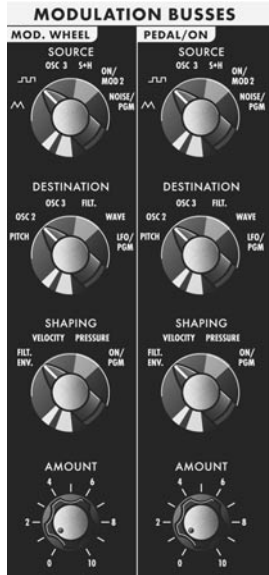 MODULATION BUSSES
MOD. WHEEL PEDAL/ON
SOURCE SOURCE
OSC 3 S+H ON/ MOD 2 NOISE/ PGM OSC 3 S+H ON/ MOD 2 NOISE/ PGM
DESTINATION DESTINATION
OSC 3 FILT. OSC 3 FILT.
OSC 2 WAVE OSC 2 WAVE
PITCH LFO/ PGM PITCH LFO/ PGM
SHAPING SHAPING
VELOCITY PRESSURE VELOCITY PRESSURE
FILT. ENV. ON/ PGM FILT. ENV. ON/ PGM
AMOUNT AMOUNT
4 6 4 6
2 8 2 8
0 10 0 10